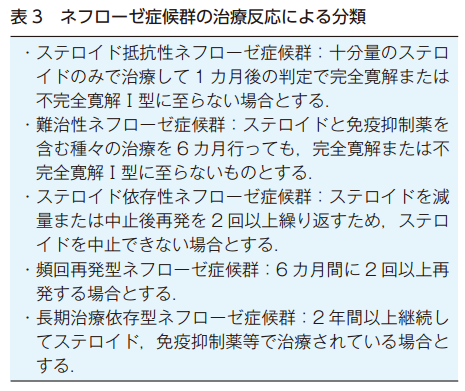 表 3 ネフローゼ症候群の治療反応による分類
・ステロイド抵抗性ネフローゼ症候群：十分量のステロ
イドのみで治療して 1 カ月後の判定で完全寛解または
不完全寛解Ⅰ型に至らない場合とする．
・難治性ネフローゼ症候群：ステロイドと免疫抑制薬を
含む種々の治療を 6 カ月行っても，完全寛解または不
完全寛解Ⅰ型に至らないものとする．
・ステロイド依存性ネフローゼ症候群：ステロイドを減
量または中止後再発を 2 回以上繰り返すため，ステロ
イドを中止できない場合とする．
・頻回再発型ネフローゼ症候群：6 カ月間に 2 回以上再
発する場合とする．
・長期治療依存型ネフローゼ症候群：2 年間以上継続し
てステロイド，免疫抑制薬等で治療されている場合と
する．